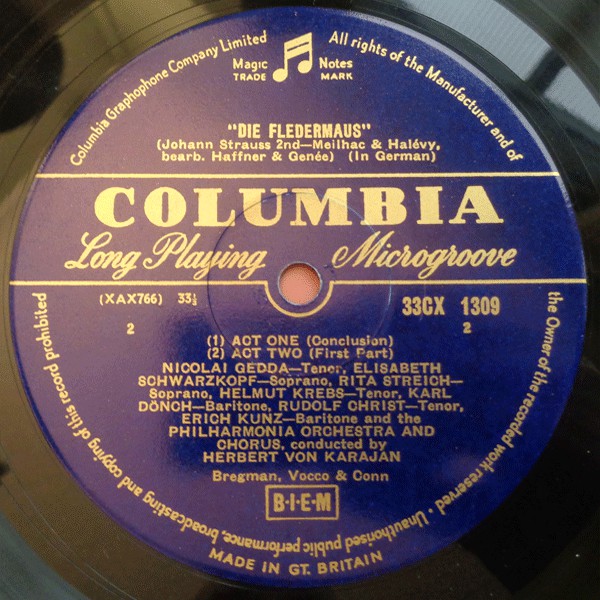 Columbia Graphophone Company Limited
All rights of the Manufacturer and of
the Owner of the recorded work reserved · Unauthorised public performance, broadcasting and copying of this record prohibited
Magic Notes
TRADE MARK
"DIE FLEDERMAUS"
(Johann Strauss 2nd—Meilhac & Halévy,
bearb. Haffner & Genée) (In German)
COLUMBIA
Long Playing Microgroove
(XAX766) 33⅓ 33CX 1309
2 2
(1) ACT ONE (Conclusion)
(2) ACT TWO (First Part)
NICOLAI GEDDA—Tenor, ELISABETH
SCHWARZKOPF—Soprano, RITA STREICH—
Soprano, HELMUT KREBS—Tenor, KARL
DÖNCH—Baritone, RUDOLF CHRIST—Tenor,
ERICH KUNZ—Baritone and the
PHILHARMONIA ORCHESTRA AND
CHORUS, conducted by
HERBERT VON KARAJAN
Bregman, Vocco & Conn
B·I·E·M
MADE IN GT. BRITAIN